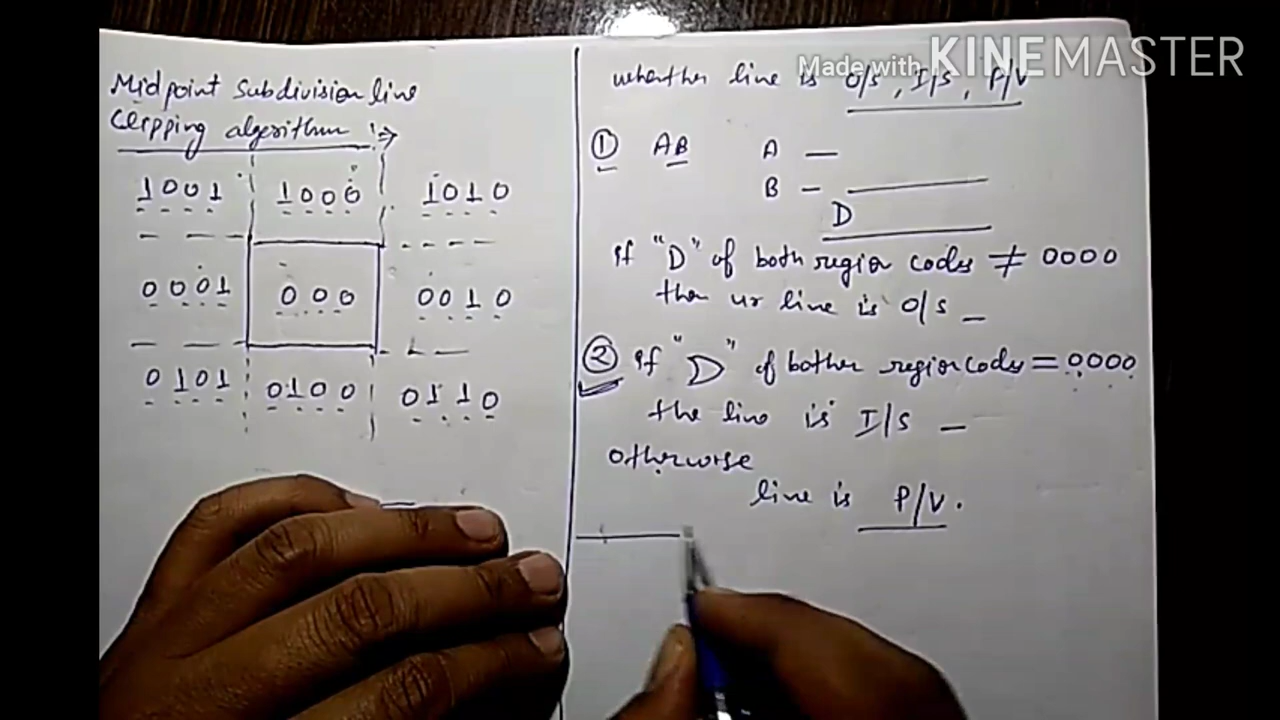 Made with KINEMASTER
Midpoint Subdivision line
Clipping algorithm :→
1001 1000 1010
0001 000 0010
0101 0100 0110
whether line is O/S, I/S, P/V
① AB A —
B —
D
if "D" of both region codes ≠ 0000
then ur line is O/S —
② if "D" of bother region codes = 0000
the line is I/S —
otherwise
line is P/V.